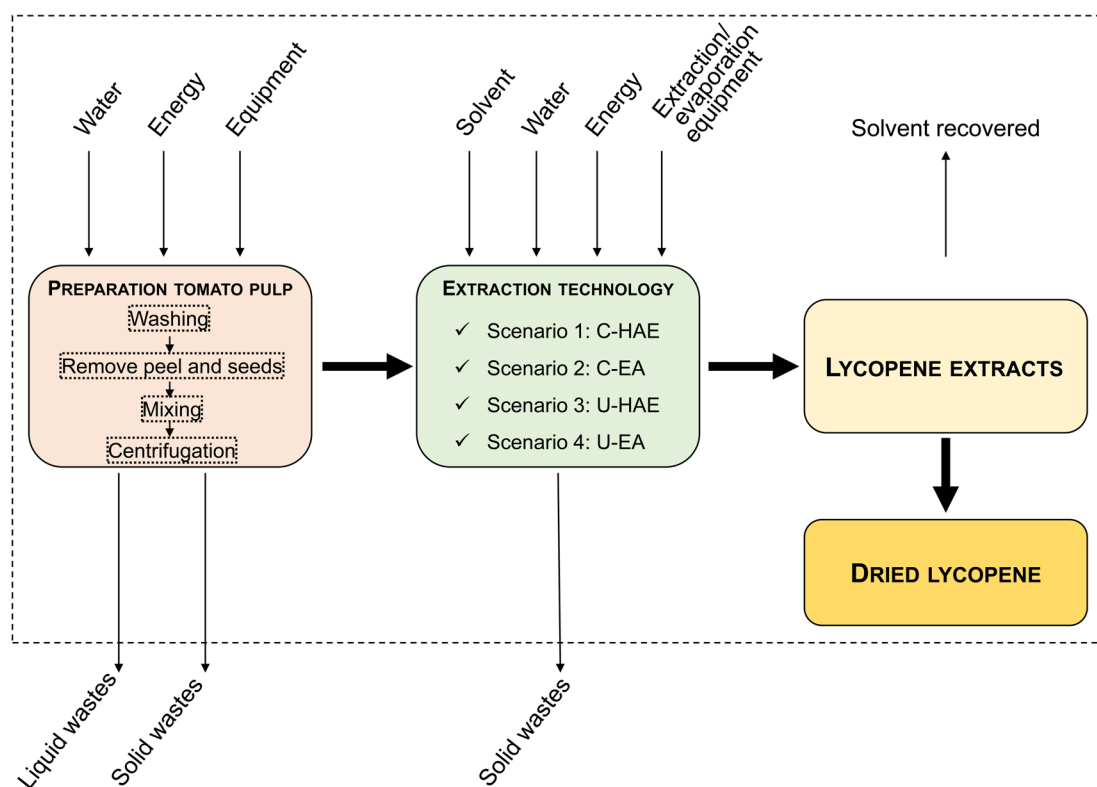 Water
Energy
Equipment
Solvent
Water
Energy
Extraction/
evaporation
equipment
Solvent recovered
PREPARATION TOMATO PULP
Washing
Remove peel and seeds
Mixing
Centrifugation
EXTRACTION TECHNOLOGY
✓ Scenario 1: C-HAE
✓ Scenario 2: C-EA
✓ Scenario 3: U-HAE
✓ Scenario 4: U-EA
LYCOPENE EXTRACTS
DRIED LYCOPENE
Liquid wastes
Solid wastes
Solid wastes